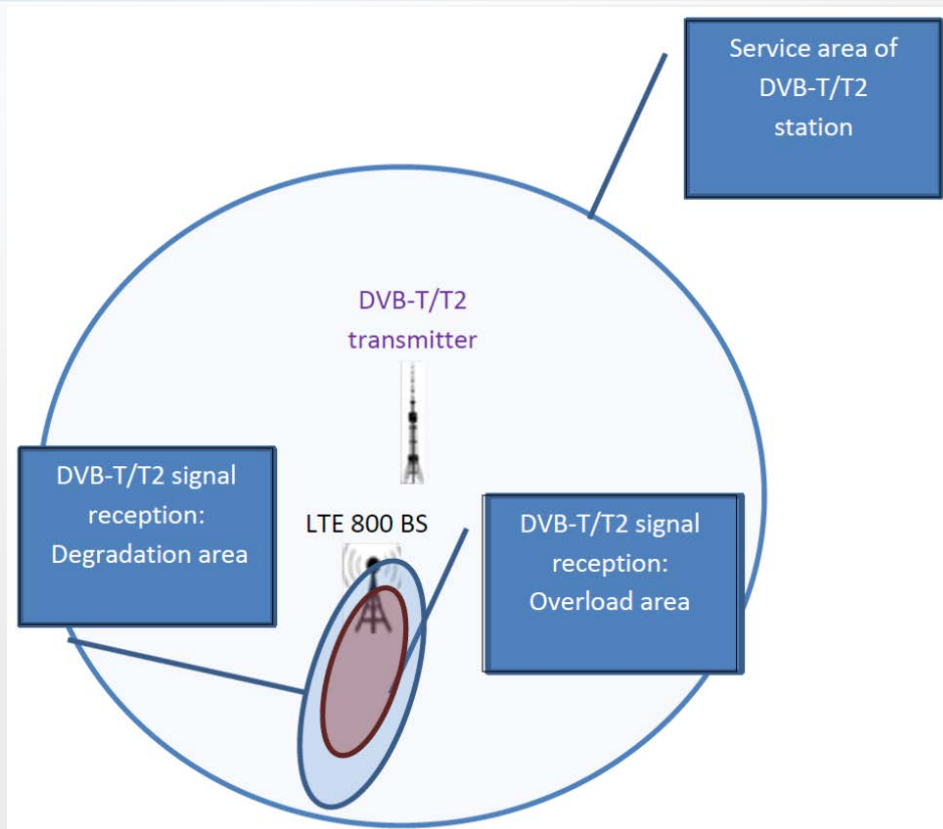 Service area of
DVB-T/T2
station
DVB-T/T2
transmitter
DVB-T/T2 signal
reception:
Degradation area
LTE 800 BS
DVB-T/T2 signal
reception:
Overload area